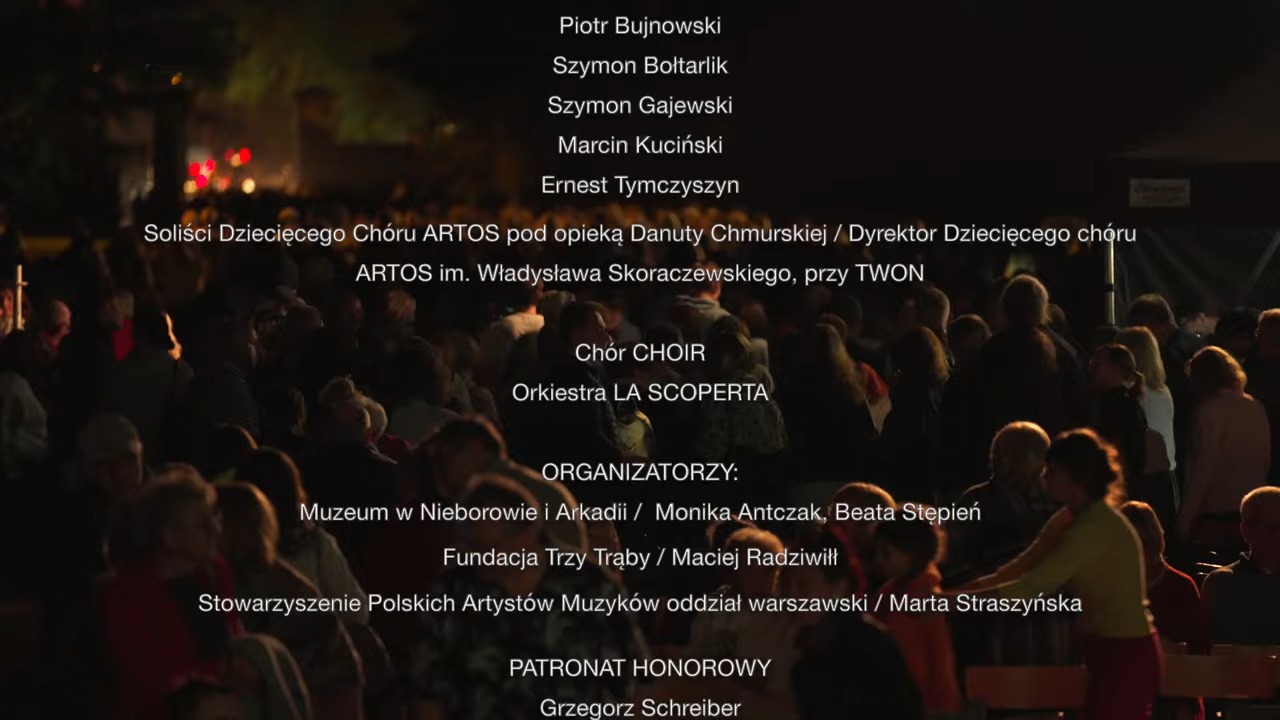 Piotr Bujnowski
Szymon Bołtarlik
Szymon Gajewski
Marcin Kuciński
Ernest Tymczyszyn
Soliści Dziecięcego Chóru ARTOS pod opieką Danuty Chmurskiej / Dyrektor Dziecięcego chóru
ARTOS im. Władysława Skoraczewskiego, przy TWON
Chór CHOIR
Orkiestra LA SCOPERTA
ORGANIZATORZY:
Muzeum w Nieborowie i Arkadii / Monika Antczak, Beata Stępień
Fundacja Trzy Trąby / Maciej Radziwiłł
Stowarzyszenie Polskich Artystów Muzyków oddział warszawski / Marta Straszyńska
PATRONAT HONOROWY
Grzegorz Schreiber